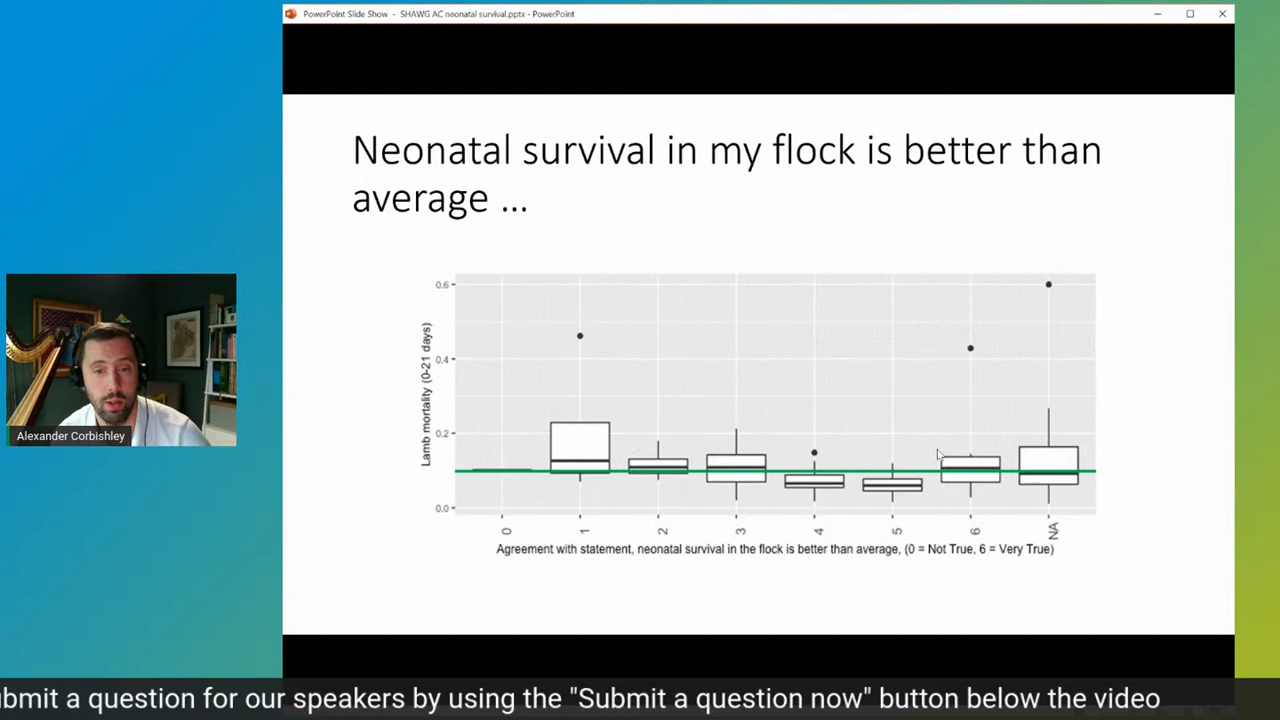 PowerPoint Slide Show - SHAWG AC neonatal survival.pptx - PowerPoint
Neonatal survival in my flock is better than
average ...
Lamb mortality (0-21 days)
0.6
0.4
0.2
0.0
0
1
2
3
4
5
6
NA
Agreement with statement, neonatal survival in the flock is better than average, (0 = Not True, 6 = Very True)
Alexander Corbishley
ubmit a question for our speakers by using the "Submit a question now" button below the video